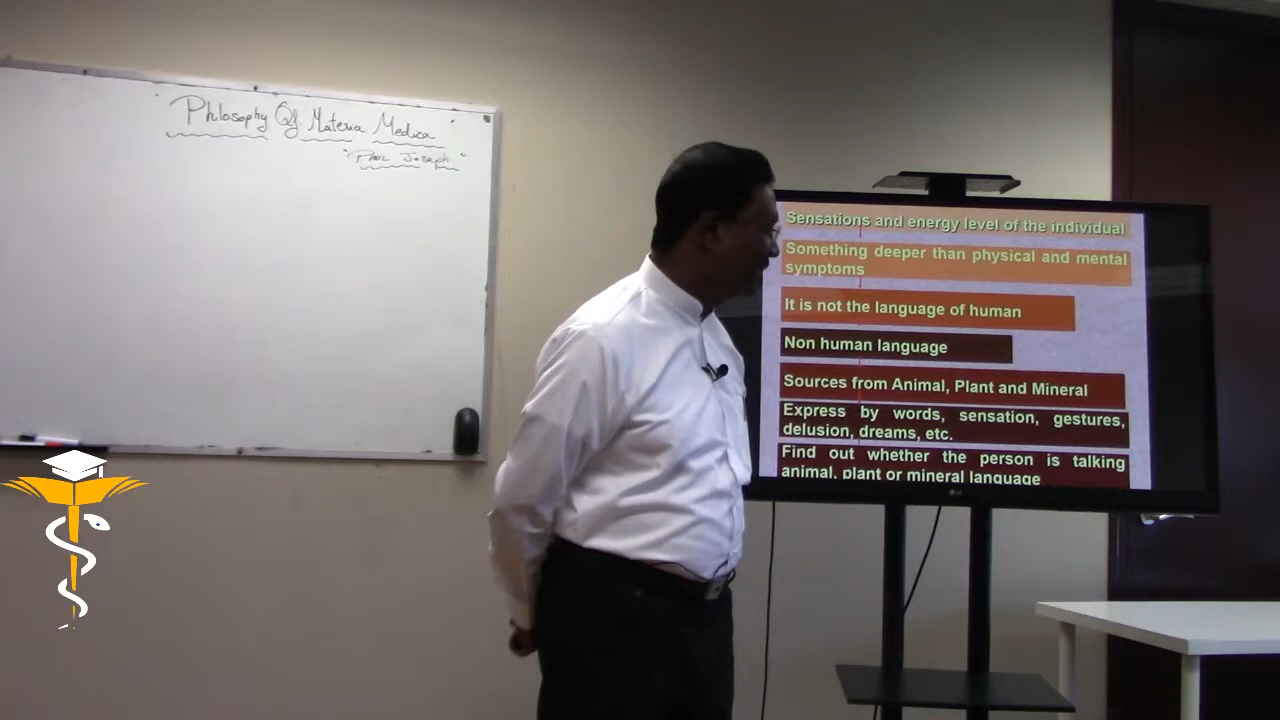 Philosophy Of Materia Medica
"Prof Joseph"
Sensations and energy level of the individual
Something deeper than physical and mental
symptoms
It is not the language of human
Non human language
Sources from Animal, Plant and Mineral
Express by words, sensation, gestures,
delusion, dreams, etc.
Find out whether the person is talking
animal, plant or mineral language
LG